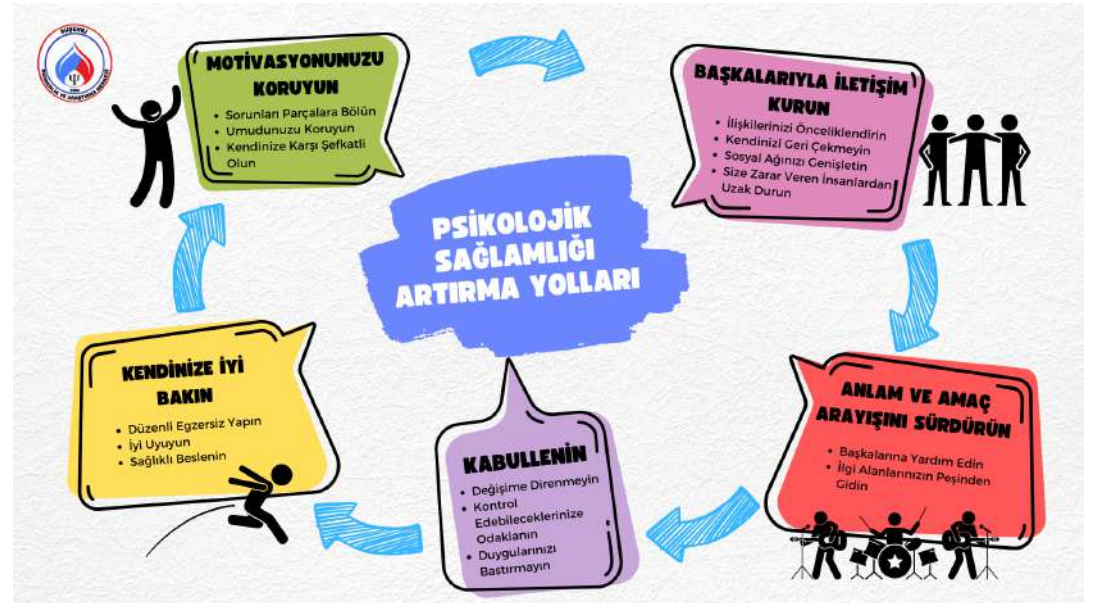 PSİKOLOJİK
SAĞLAMLIĞI
ARTIRMA YOLLARI
MOTİVASYONUNUZU
KORUYUN
• Sorunları Parçalara Bölün
• Umudunuzu Koruyun
• Kendinize Karşı Şefkatli
Olun
BAŞKALARIYLA İLETİŞİM
KURUN
• İlişkilerinizi Önceliklendirin
• Kendinizi Geri Çekmeyin
• Sosyal Ağınızı Genişletin
• Size Zarar Veren İnsanlardan
Uzak Durun
ANLAM VE AMAÇ
ARAYIŞINI SÜRDÜRÜN
• Başkalarına Yardım Edin
• İlgi Alanlarınızın Peşinden
Gidin
KABULLENİN
• Değişime Direnmeyin
• Kontrol
Edebileceklerinize
Odaklanın
• Duygularınızı
Bastırmayın
KENDİNİZE İYİ
BAKIN
• Düzenli Egzersiz Yapın
• İyi Uyuyun
• Sağlıklı Beslenin